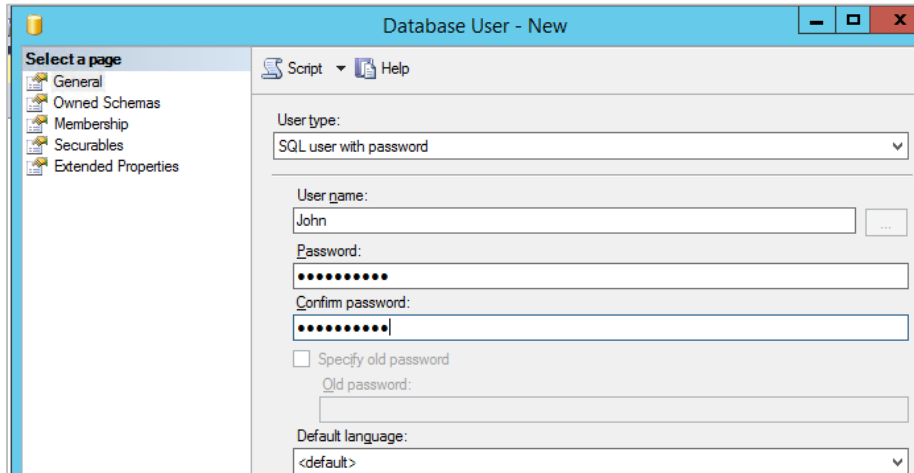 Database User - New
Select a page
General
Owned Schemas
Membership
Securables
Extended Properties
Script
Help
User type:
SQL user with password
User name:
John
...
Password:
●●●●●●●●●●
Confirm password:
●●●●●●●●●●
Specify old password
Old password:
Default language:
<default>